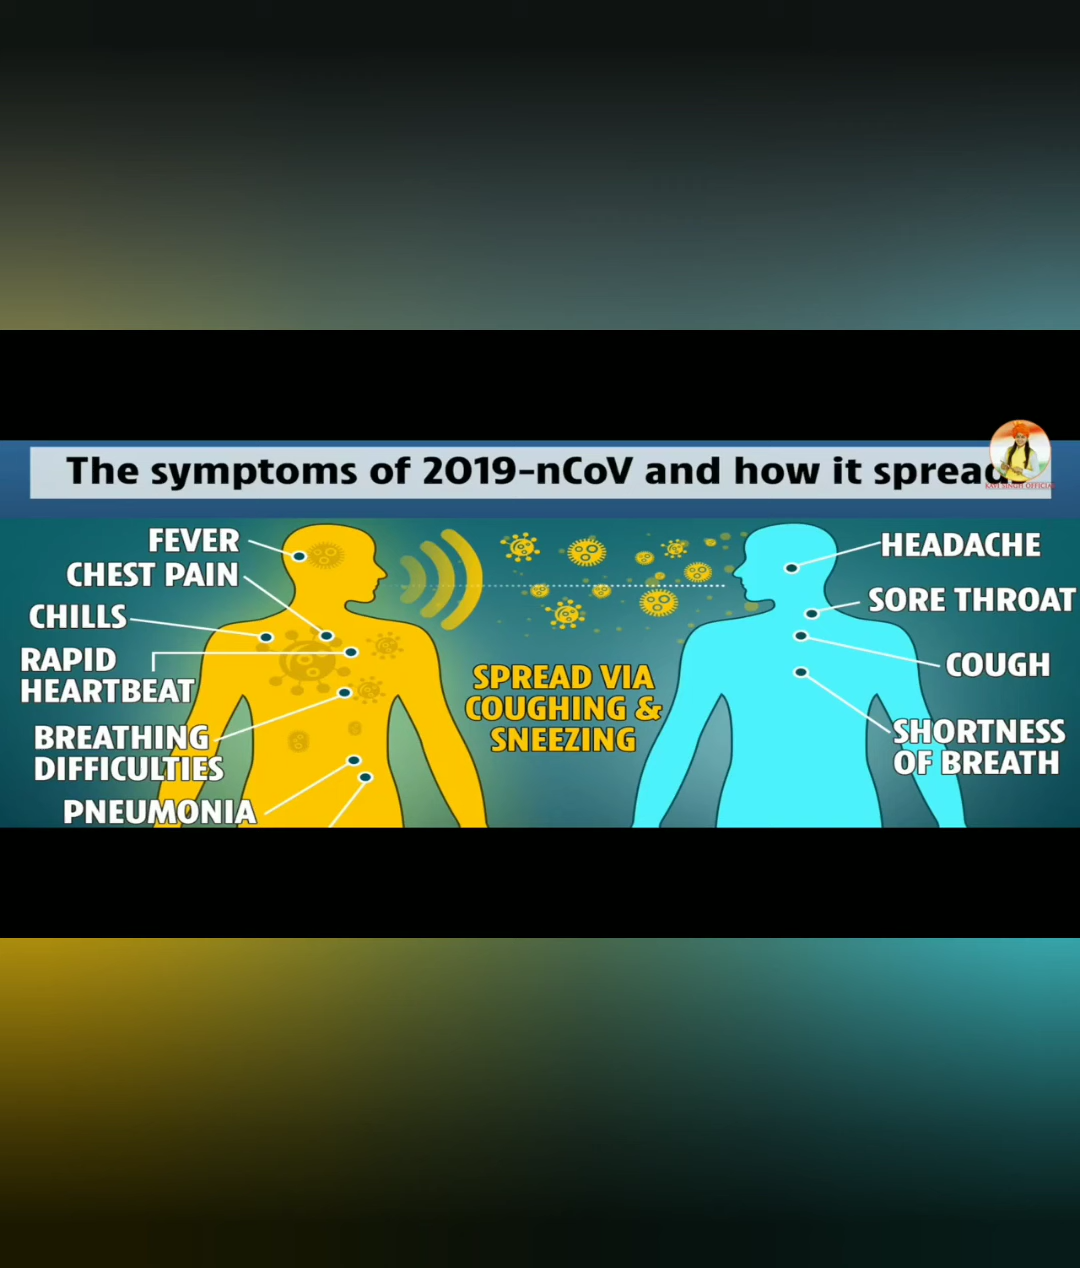 The symptoms of 2019-nCoV and how it spread
FEVER
CHEST PAIN
CHILLS
RAPID
HEARTBEAT
BREATHING
DIFFICULTIES
PNEUMONIA
SPREAD VIA
COUGHING &
SNEEZING
HEADACHE
SORE THROAT
COUGH
SHORTNESS
OF BREATH